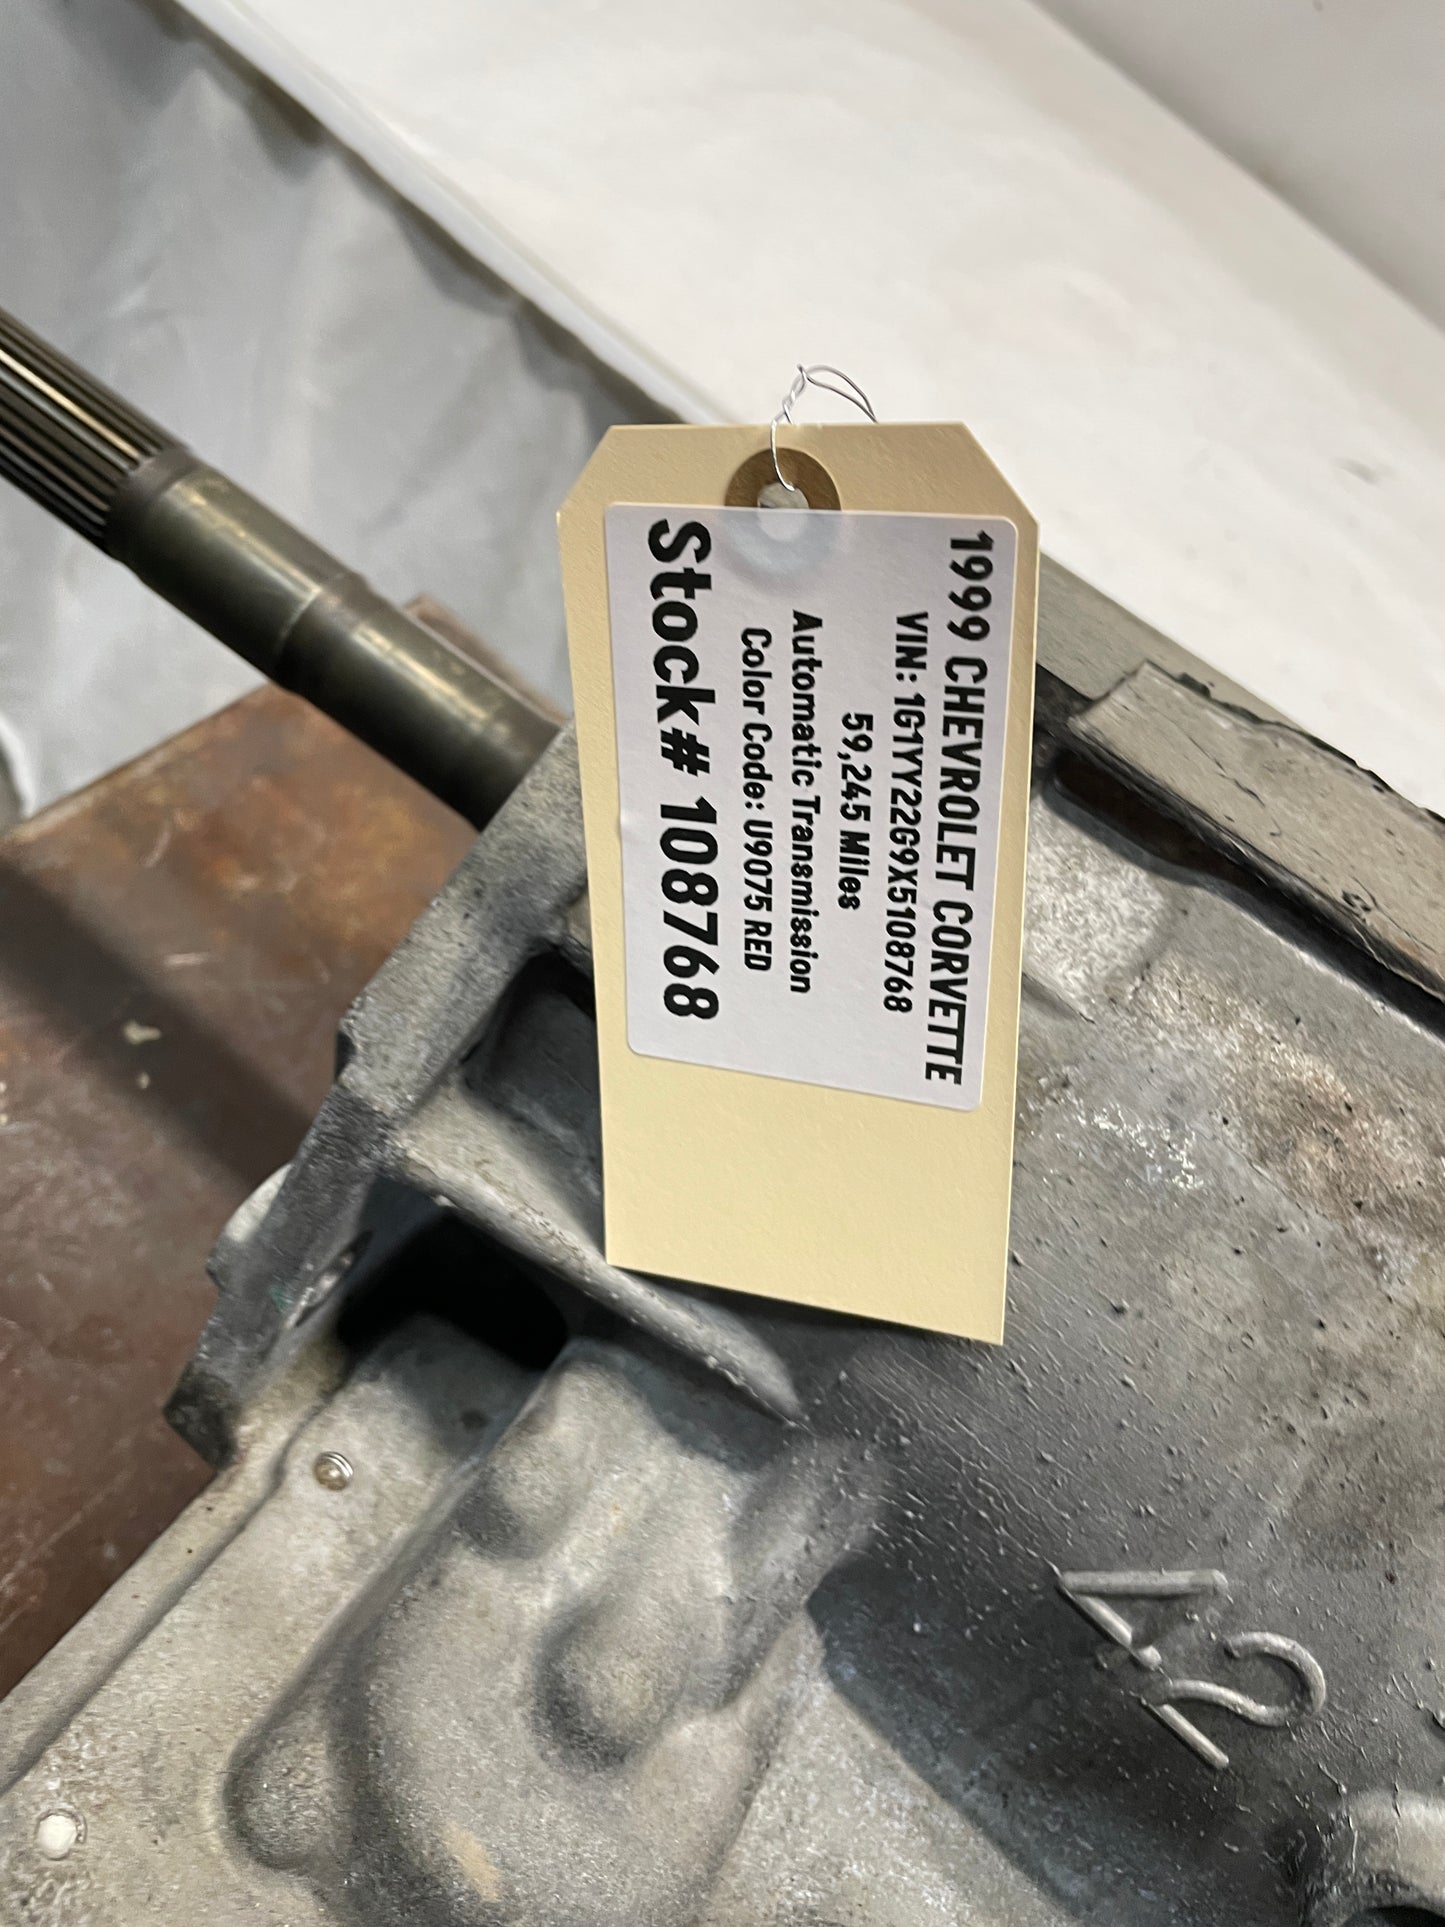 1999 CHEVROLET CORVETTE
VIN: 1G1YY22G9X5108768
59,245 Miles
Automatic Transmission
Color Code: U9075 RED
Stock# 108768